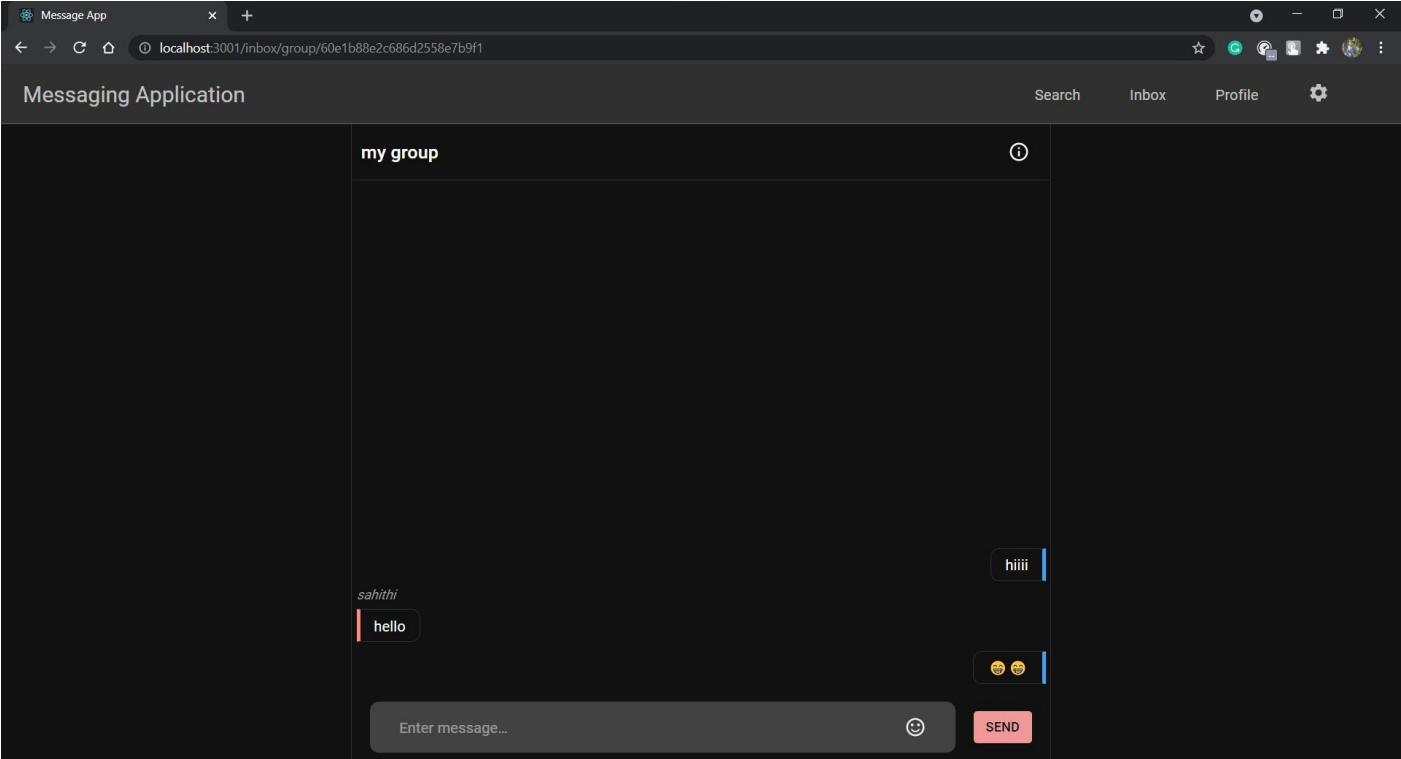 Message App
localhost:3001/inbox/group/60e1b88e2c686d2558e7b9f1
Messaging Application
Search Inbox Profile
my group
hiiii
sahithi
hello
😁😁
Enter message...
SEND